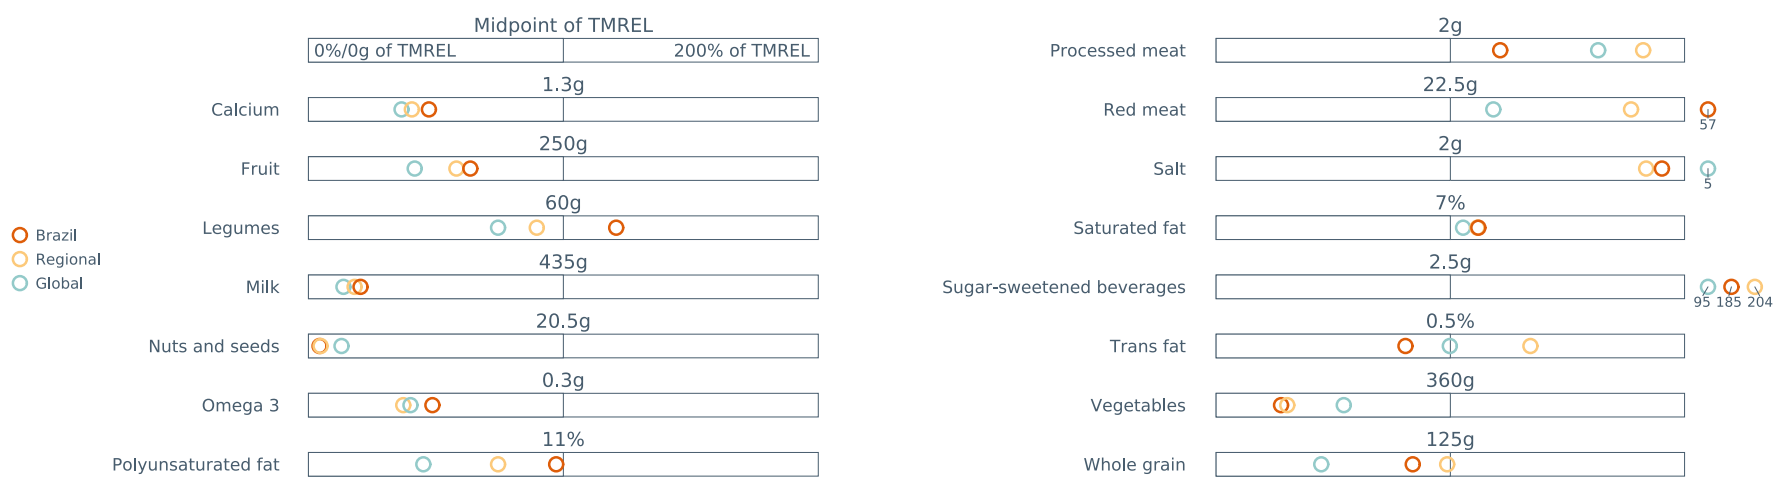 Midpoint of TMREL
0%/0g of TMREL 200% of TMREL
1.3g
Calcium
250g
Fruit
60g
Legumes
435g
Milk
20.5g
Nuts and seeds
0.3g
Omega 3
11%
Polyunsaturated fat
Brazil
Regional
Global
2g
Processed meat
22.5g
Red meat
57
2g
Salt
5
7%
Saturated fat
2.5g
Sugar-sweetened beverages
95 185 204
0.5%
Trans fat
360g
Vegetables
125g
Whole grain